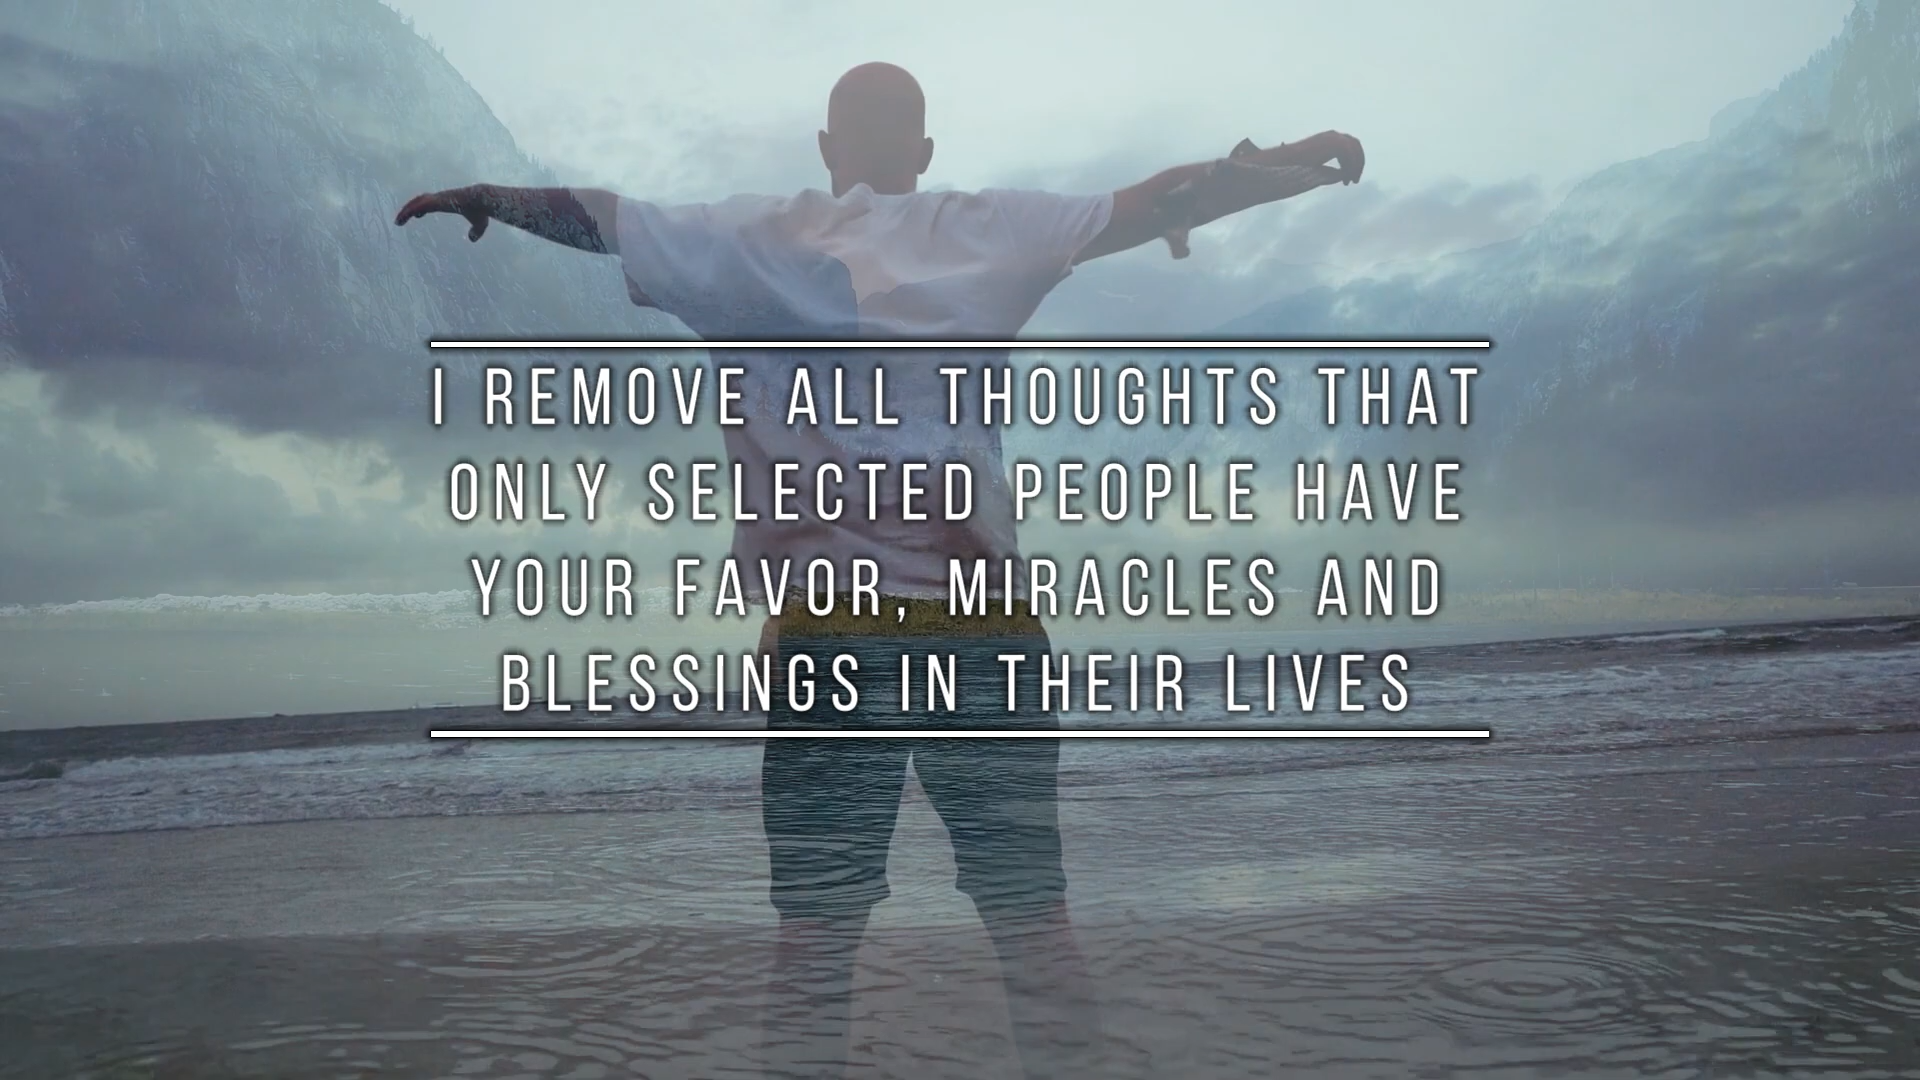 I REMOVE ALL THOUGHTS THAT
ONLY SELECTED PEOPLE HAVE
YOUR FAVOR, MIRACLES AND
BLESSINGS IN THEIR LIVES